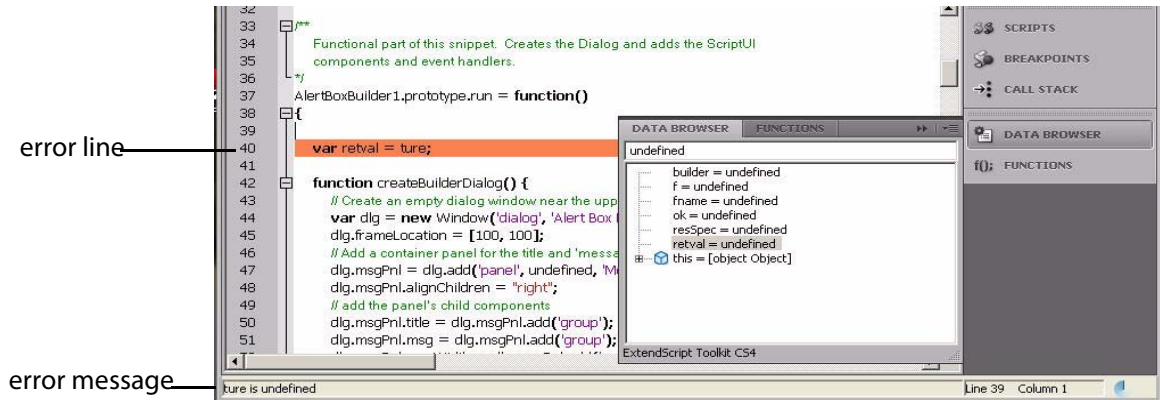 32
33 /**
34 Functional part of this snippet. Creates the Dialog and adds the ScriptUI
35 components and event handlers.
36 */
37 AlertBoxBuilder1.prototype.run = function()
38 {
39
40 var retval = ture;
41
42 function createBuilderDialog() {
43 // Create an empty dialog window near the upp
44 var dlg = new Window('dialog', 'Alert Box
45 dlg.frameLocation = [100, 100];
46 // Add a container panel for the title and 'messa
47 dlg.msgPnl = dlg.add('panel', undefined, 'M
48 dlg.msgPnl.alignChildren = "right";
49 // add the panel's child components
50 dlg.msgPnl.title = dlg.msgPnl.add('group');
51 dlg.msgPnl.msg = dlg.msgPnl.add('group');
error line
error message
ture is undefined
Line 39 Column 1
DATA BROWSER FUNCTIONS
undefined
builder = undefined
f = undefined
fname = undefined
ok = undefined
resSpec = undefined
retval = undefined
this = [object Object]
ExtendScript Toolkit CS4
SCRIPTS
BREAKPOINTS
CALL STACK
DATA BROWSER
f(); FUNCTIONS